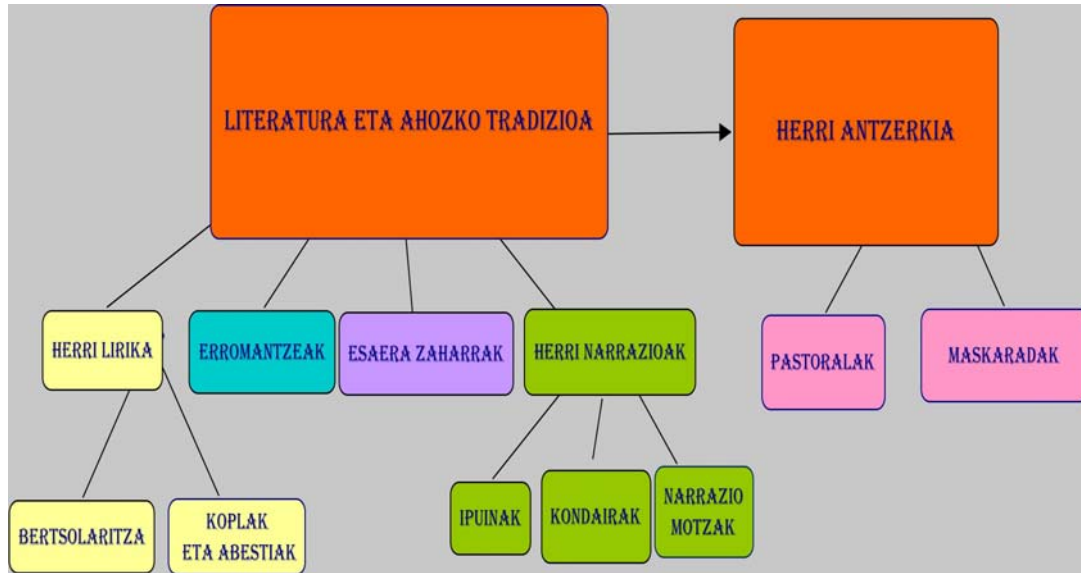 LITERATURA ETA AHOZKO TRADIZIOA
HERRI ANTZERKIA
HERRI LIRIKA
ERROMANTZEAK
ESAERA ZAHARRAK
HERRI NARRAZIOAK
PASTORALAK
MASKARADAK
BERTSOLARITZA
KOPLAK
ETA ABESTIAK
IPUINAK
KONDAIRAK
NARRAZIO
MOTZAK